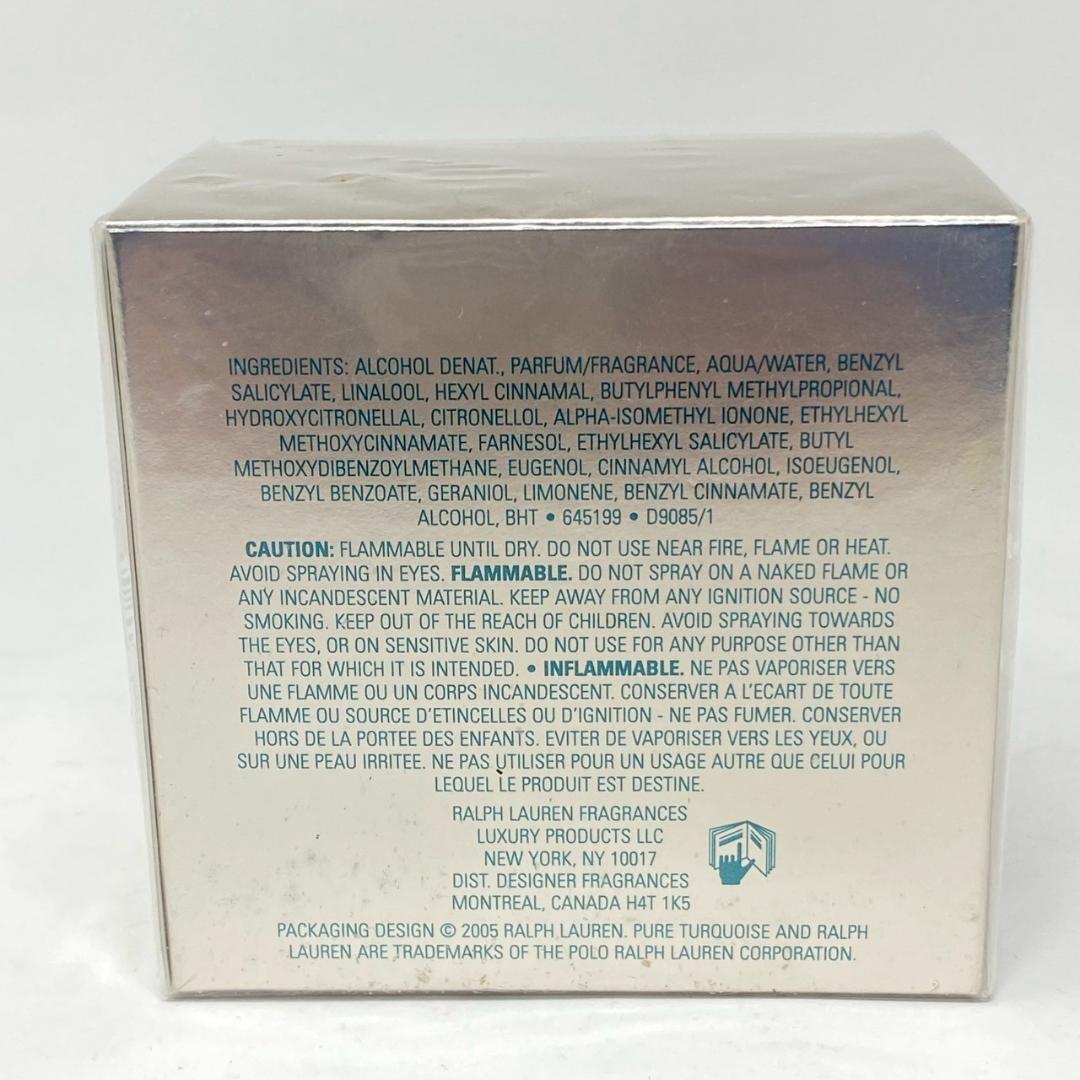 INGREDIENTS: ALCOHOL DENAT., PARFUM/FRAGRANCE, AQUA/WATER, BENZYL
SALICYLATE, LINALOOL, HEXYL CINNAMAL, BUTYLPHENYL METHYLPROPIONAL,
HYDROXYCITRONELLAL, CITRONELLOL, ALPHA-ISOMETHYL IONONE, ETHYLHEXYL
METHOXYCINNAMATE, FARNESOL, ETHYLHEXYL SALICYLATE, BUTYL
METHOXYDIBENZOYLMETHANE, EUGENOL, CINNAMYL ALCOHOL, ISOEUGENOL,
BENZYL BENZOATE, GERANIOL, LIMONENE, BENZYL CINNAMATE, BENZYL
ALCOHOL, BHT • 645199 • D9085/1
CAUTION: FLAMMABLE UNTIL DRY. DO NOT USE NEAR FIRE, FLAME OR HEAT.
AVOID SPRAYING IN EYES. FLAMMABLE. DO NOT SPRAY ON A NAKED FLAME OR
ANY INCANDESCENT MATERIAL. KEEP AWAY FROM ANY IGNITION SOURCE - NO
SMOKING. KEEP OUT OF THE REACH OF CHILDREN. AVOID SPRAYING TOWARDS
THE EYES, OR ON SENSITIVE SKIN. DO NOT USE FOR ANY PURPOSE OTHER THAN
THAT FOR WHICH IT IS INTENDED. • INFLAMMABLE. NE PAS VAPORISER VERS
UNE FLAMME OU UN CORPS INCANDESCENT. CONSERVER A L'ECART DE TOUTE
FLAMME OU SOURCE D'ETINCELLES OU D'IGNITION - NE PAS FUMER. CONSERVER
HORS DE LA PORTEE DES ENFANTS. EVITER DE VAPORISER VERS LES YEUX, OU
SUR UNE PEAU IRRITEE. NE PAS UTILISER POUR UN USAGE AUTRE QUE CELUI POUR
LEQUEL LE PRODUIT EST DESTINE.
RALPH LAUREN FRAGRANCES
LUXURY PRODUCTS LLC
NEW YORK, NY 10017
DIST. DESIGNER FRAGRANCES
MONTREAL, CANADA H4T 1K5
PACKAGING DESIGN © 2005 RALPH LAUREN. PURE TURQUOISE AND RALPH
LAUREN ARE TRADEMARKS OF THE POLO RALPH LAUREN CORPORATION.